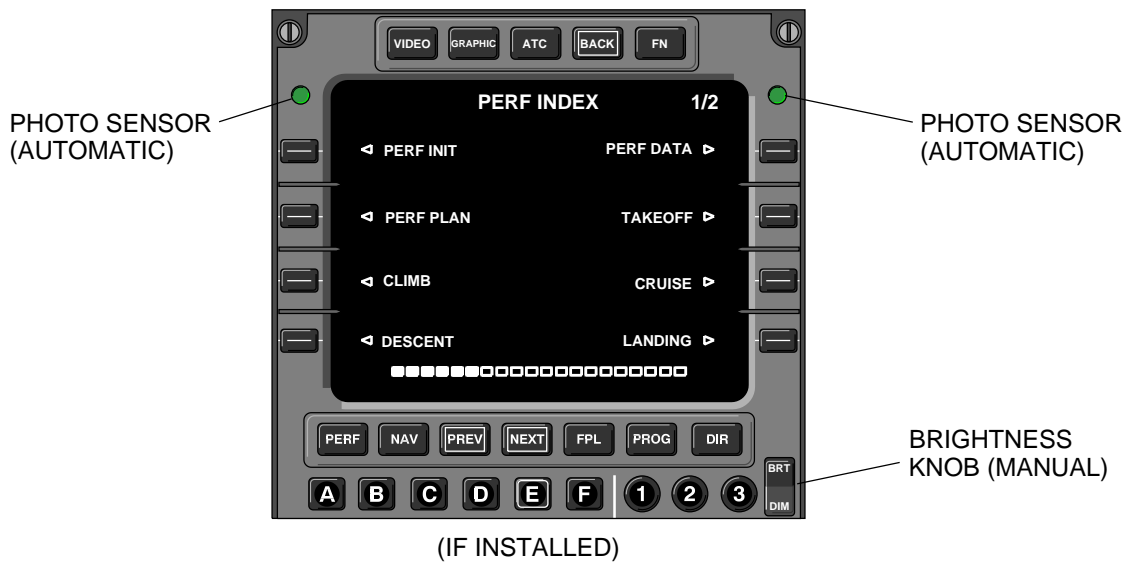 VIDEO GRAPHIC ATC BACK FN
PERF INDEX 1/2
PHOTO SENSOR
(AUTOMATIC)
PHOTO SENSOR
(AUTOMATIC)
PERF INIT PERF DATA
PERF PLAN TAKEOFF
CLIMB CRUISE
DESCENT LANDING
PERF NAV PREV NEXT FPL PROG DIR
BRIGHTNESS
KNOB (MANUAL)
BRT
A B C D E F 1 2 3
DIM
(IF INSTALLED)